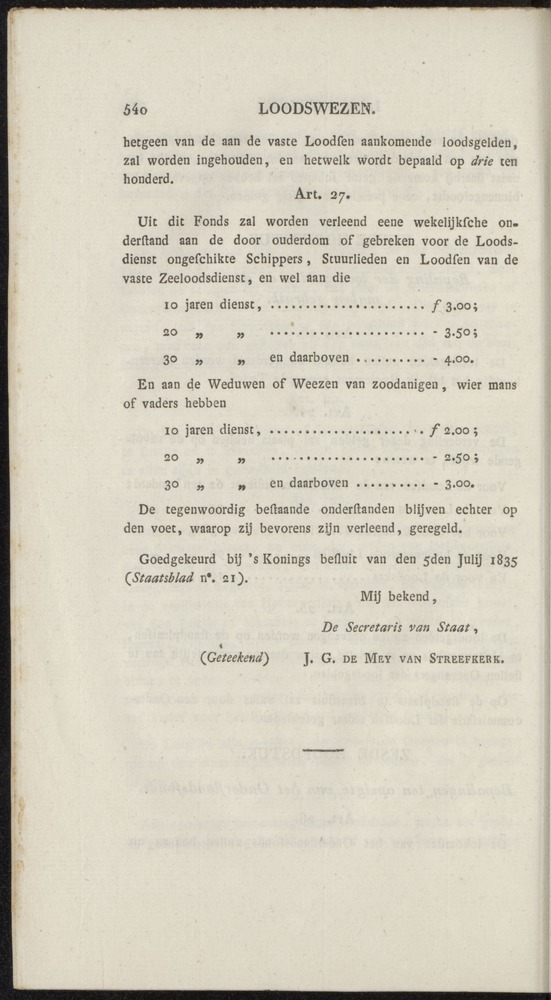 540 LOODSWEZEN.
hetgeen van de aan de vaste Loodſen aankomende loodsgelden,
zal worden ingehouden, en hetwelk wordt bepaald op drie ten
honderd.
Art. 27.
Uit dit Fonds zal worden verleend eene wekelijkſche on-
derſtand aan de door ouderdom of gebreken voor de Loods-
dienst ongeſchikte Schippers, Stuurlieden en Loodſen van de
vaste Zeeloodsdienst, en wel aan die
10 jaren dienst, ...................... ƒ 3.00;
20 „ „ ...................... - 3.50;
30 „ „ en daarboven .......... - 4.00.
En aan de Weduwen of Weezen van zoodanigen, wier mans
of vaders hebben
10 jaren dienst, ...................... ƒ 2.00;
20 „ „ ...................... - 2.50;
30 „ „ en daarboven .......... - 3.00.
De tegenwoordig beſtaande onderſtanden blijven echter op
den voet, waarop zij bevorens zijn verleend, geregeld.
Goedgekeurd bij 's Konings beſluit van den 5den Julij 1835
(Staatsblad nº. 21).
Mij bekend,
De Secretaris van Staat,
(Geteekend) J. G. DE MEY VAN STREEFKERK.